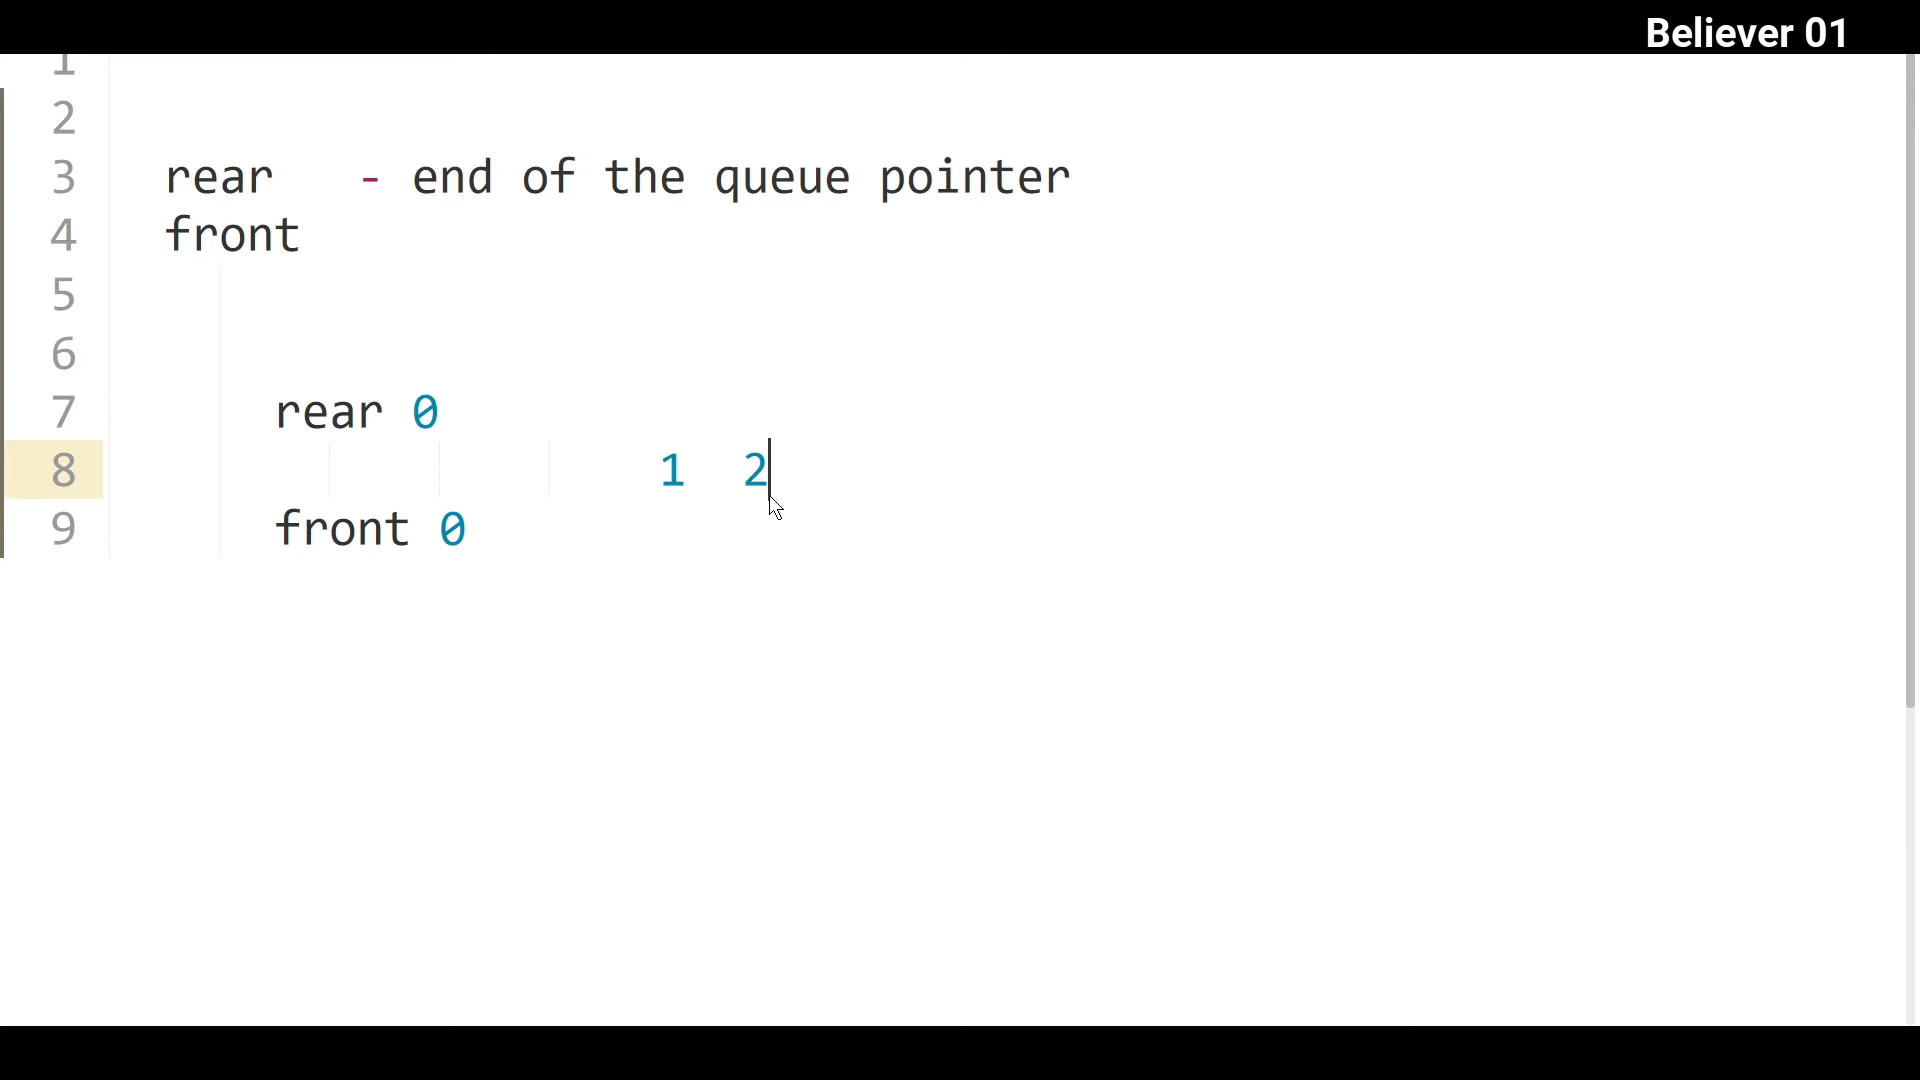 Believer 01
1
2
3 rear - end of the queue pointer
4 front
5
6
7 rear 0
8 1 2
9 front 0